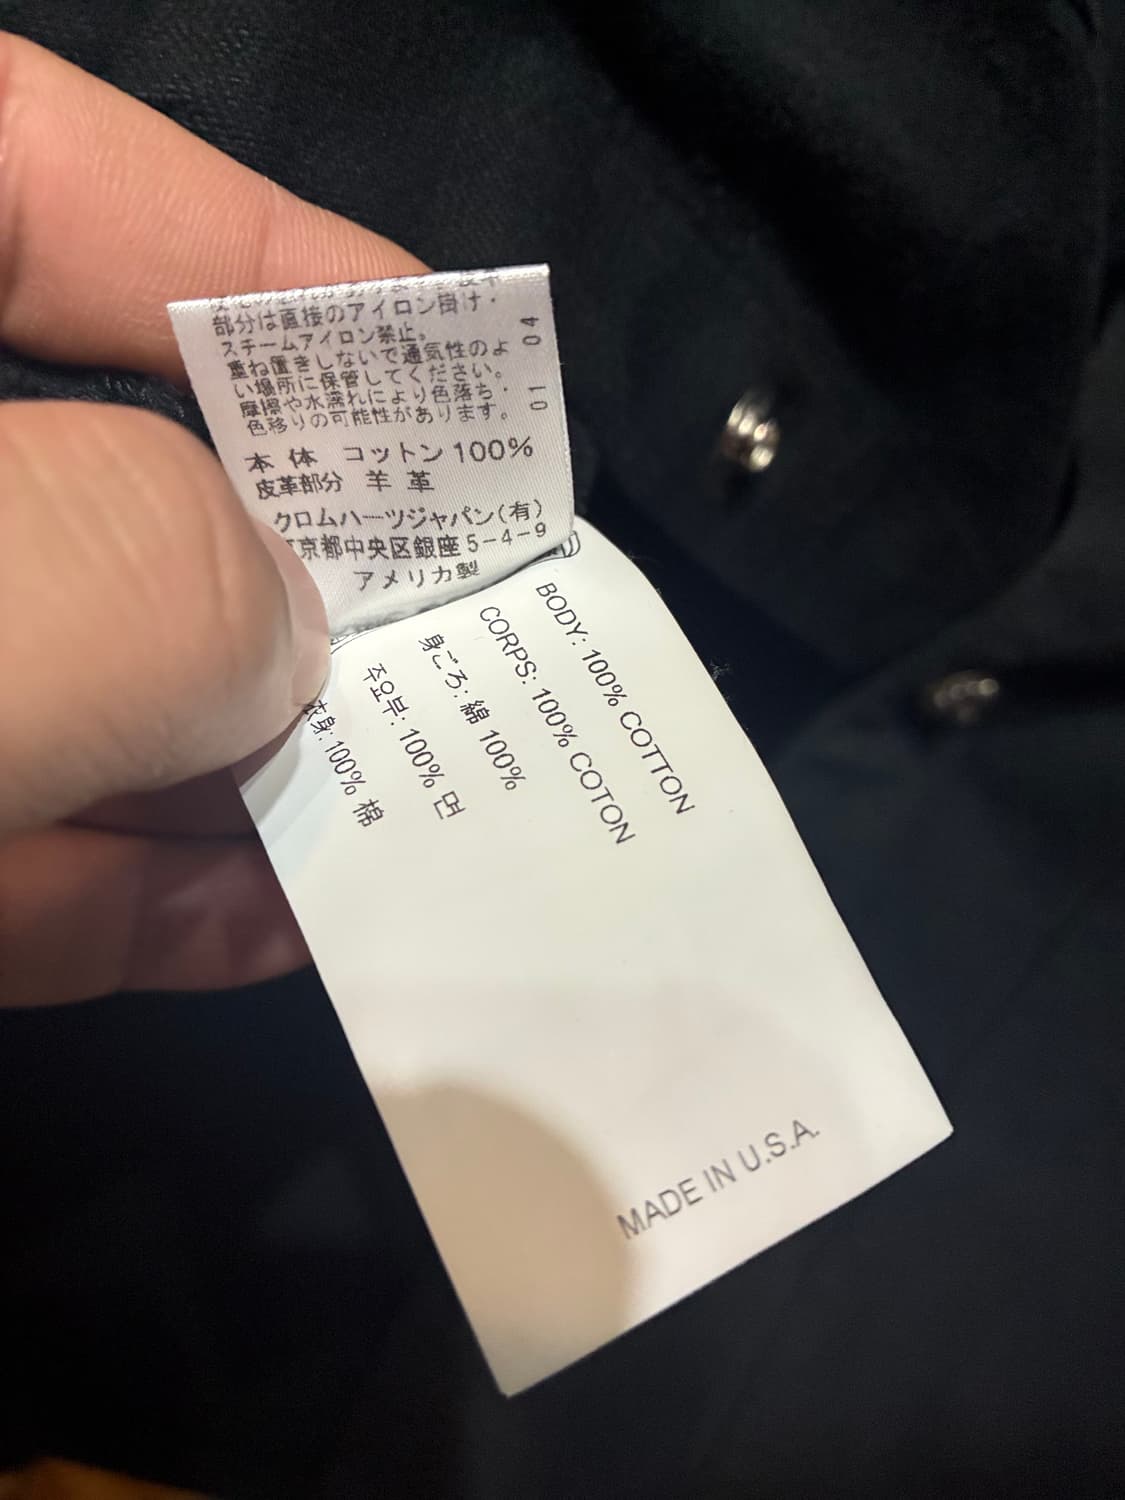 部分は直接のアイロン掛け・
スチームアイロン禁止。
重ね置きしないで通気性のよ
い場所に保管してください。
摩擦や水濡れにより色落ち・
色移りの可能性があります。
01 04
本 体 コットン 100%
皮革部分 羊 革
クロムハーツジャパン(有)
京都中央区銀座 5-4-9
アメリカ製
BODY: 100% COTTON
CORPS: 100% COTON
身ごろ: 綿 100%
주요부: 100% 면
衣身: 100% 棉
MADE IN U.S.A.